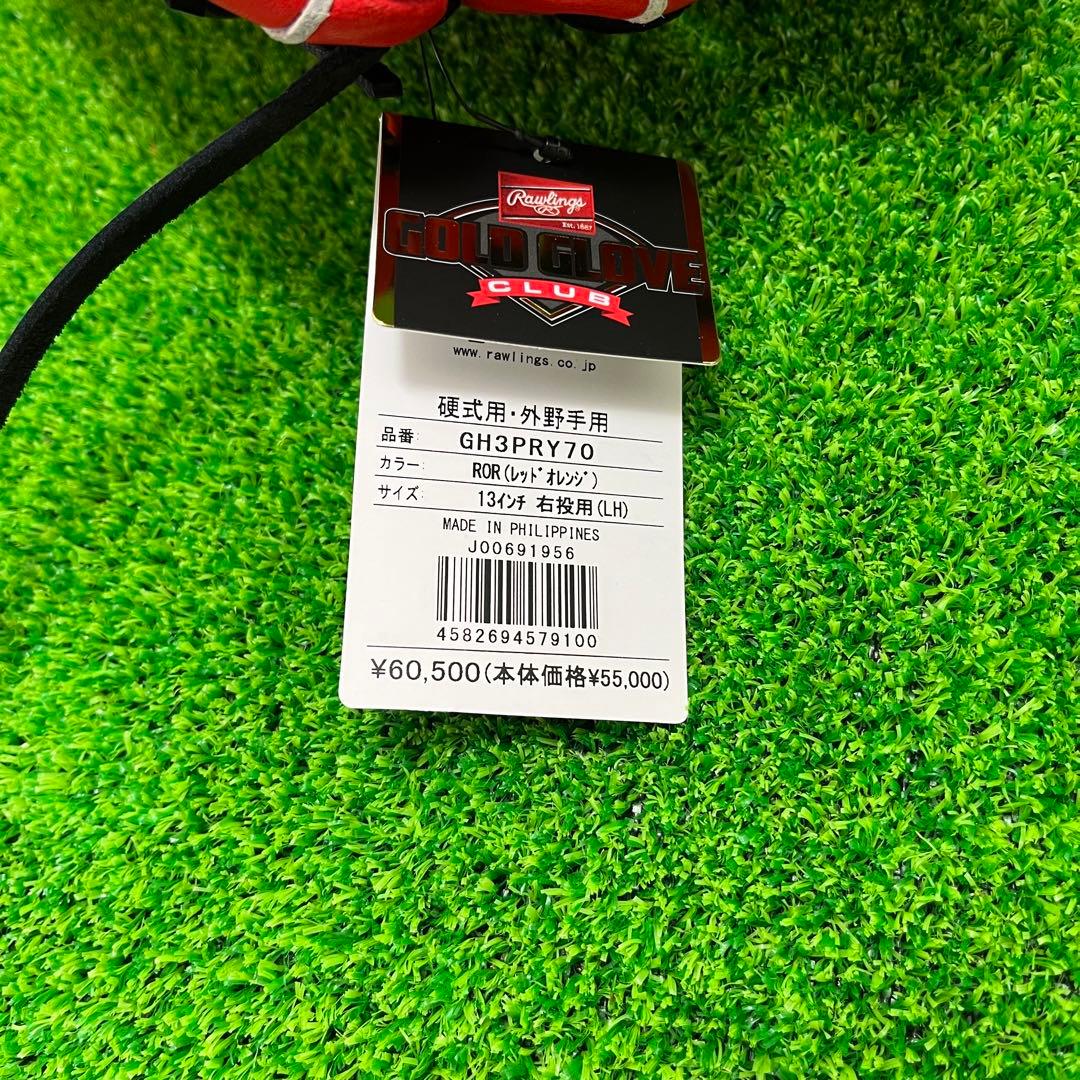 Rawlings
Est. 1887
GOLD GLOVE
CLUB
www.rawlings.co.jp
硬式用・外野手用
品番: GH3PRY70
カラー: ROR(レッドオレンジ)
サイズ: 13インチ 右投用(LH)
MADE IN PHILIPPINES
J00691956
4582694579100
¥60,500(本体価格¥55,000)